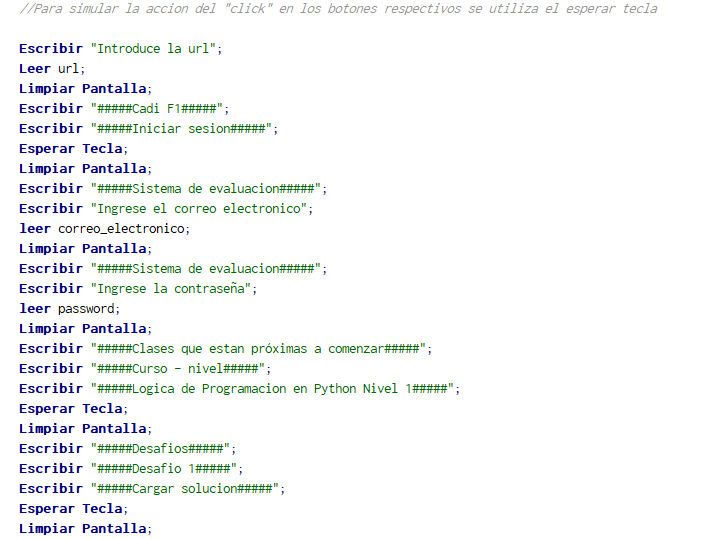 //Para simular la accion del "click" en los botones respectivos se utiliza el esperar tecla
Escribir "Introduce la url";
Leer url;
Limpiar Pantalla;
Escribir "#####Cadi F1#####";
Escribir "#####Iniciar sesion#####";
Esperar Tecla;
Limpiar Pantalla;
Escribir "#####Sistema de evaluacion#####";
Escribir "Ingrese el correo electronico";
leer correo_electronico;
Limpiar Pantalla;
Escribir "#####Sistema de evaluacion#####";
Escribir "Ingrese la contraseña";
leer password;
Limpiar Pantalla;
Escribir "#####Clases que estan próximas a comenzar#####";
Escribir "#####Curso - nivel#####";
Escribir "#####Logica de Programacion en Python Nivel 1#####";
Esperar Tecla;
Limpiar Pantalla;
Escribir "#####Desafios#####";
Escribir "#####Desafio 1#####";
Escribir "#####Cargar solucion#####";
Esperar Tecla;
Limpiar Pantalla;